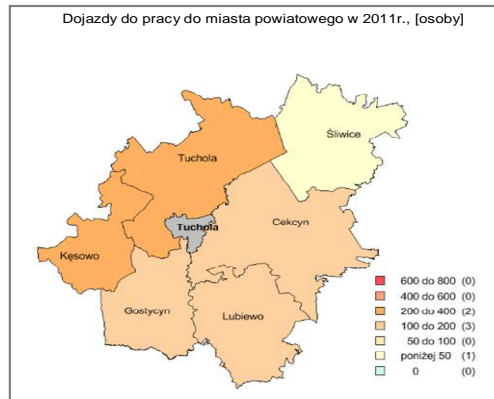 Dojazdy do pracy do miasta powiatowego w 2011r., [osoby]
Śliwice
Tuchola
Tuchola
Cekcyn
Kęsowo
Gostycyn
Lubiewo
600 do 800 (0)
400 do 600 (0)
200 do 400 (2)
100 do 200 (3)
50 do 100 (0)
poniżej 50 (1)
0 (0)